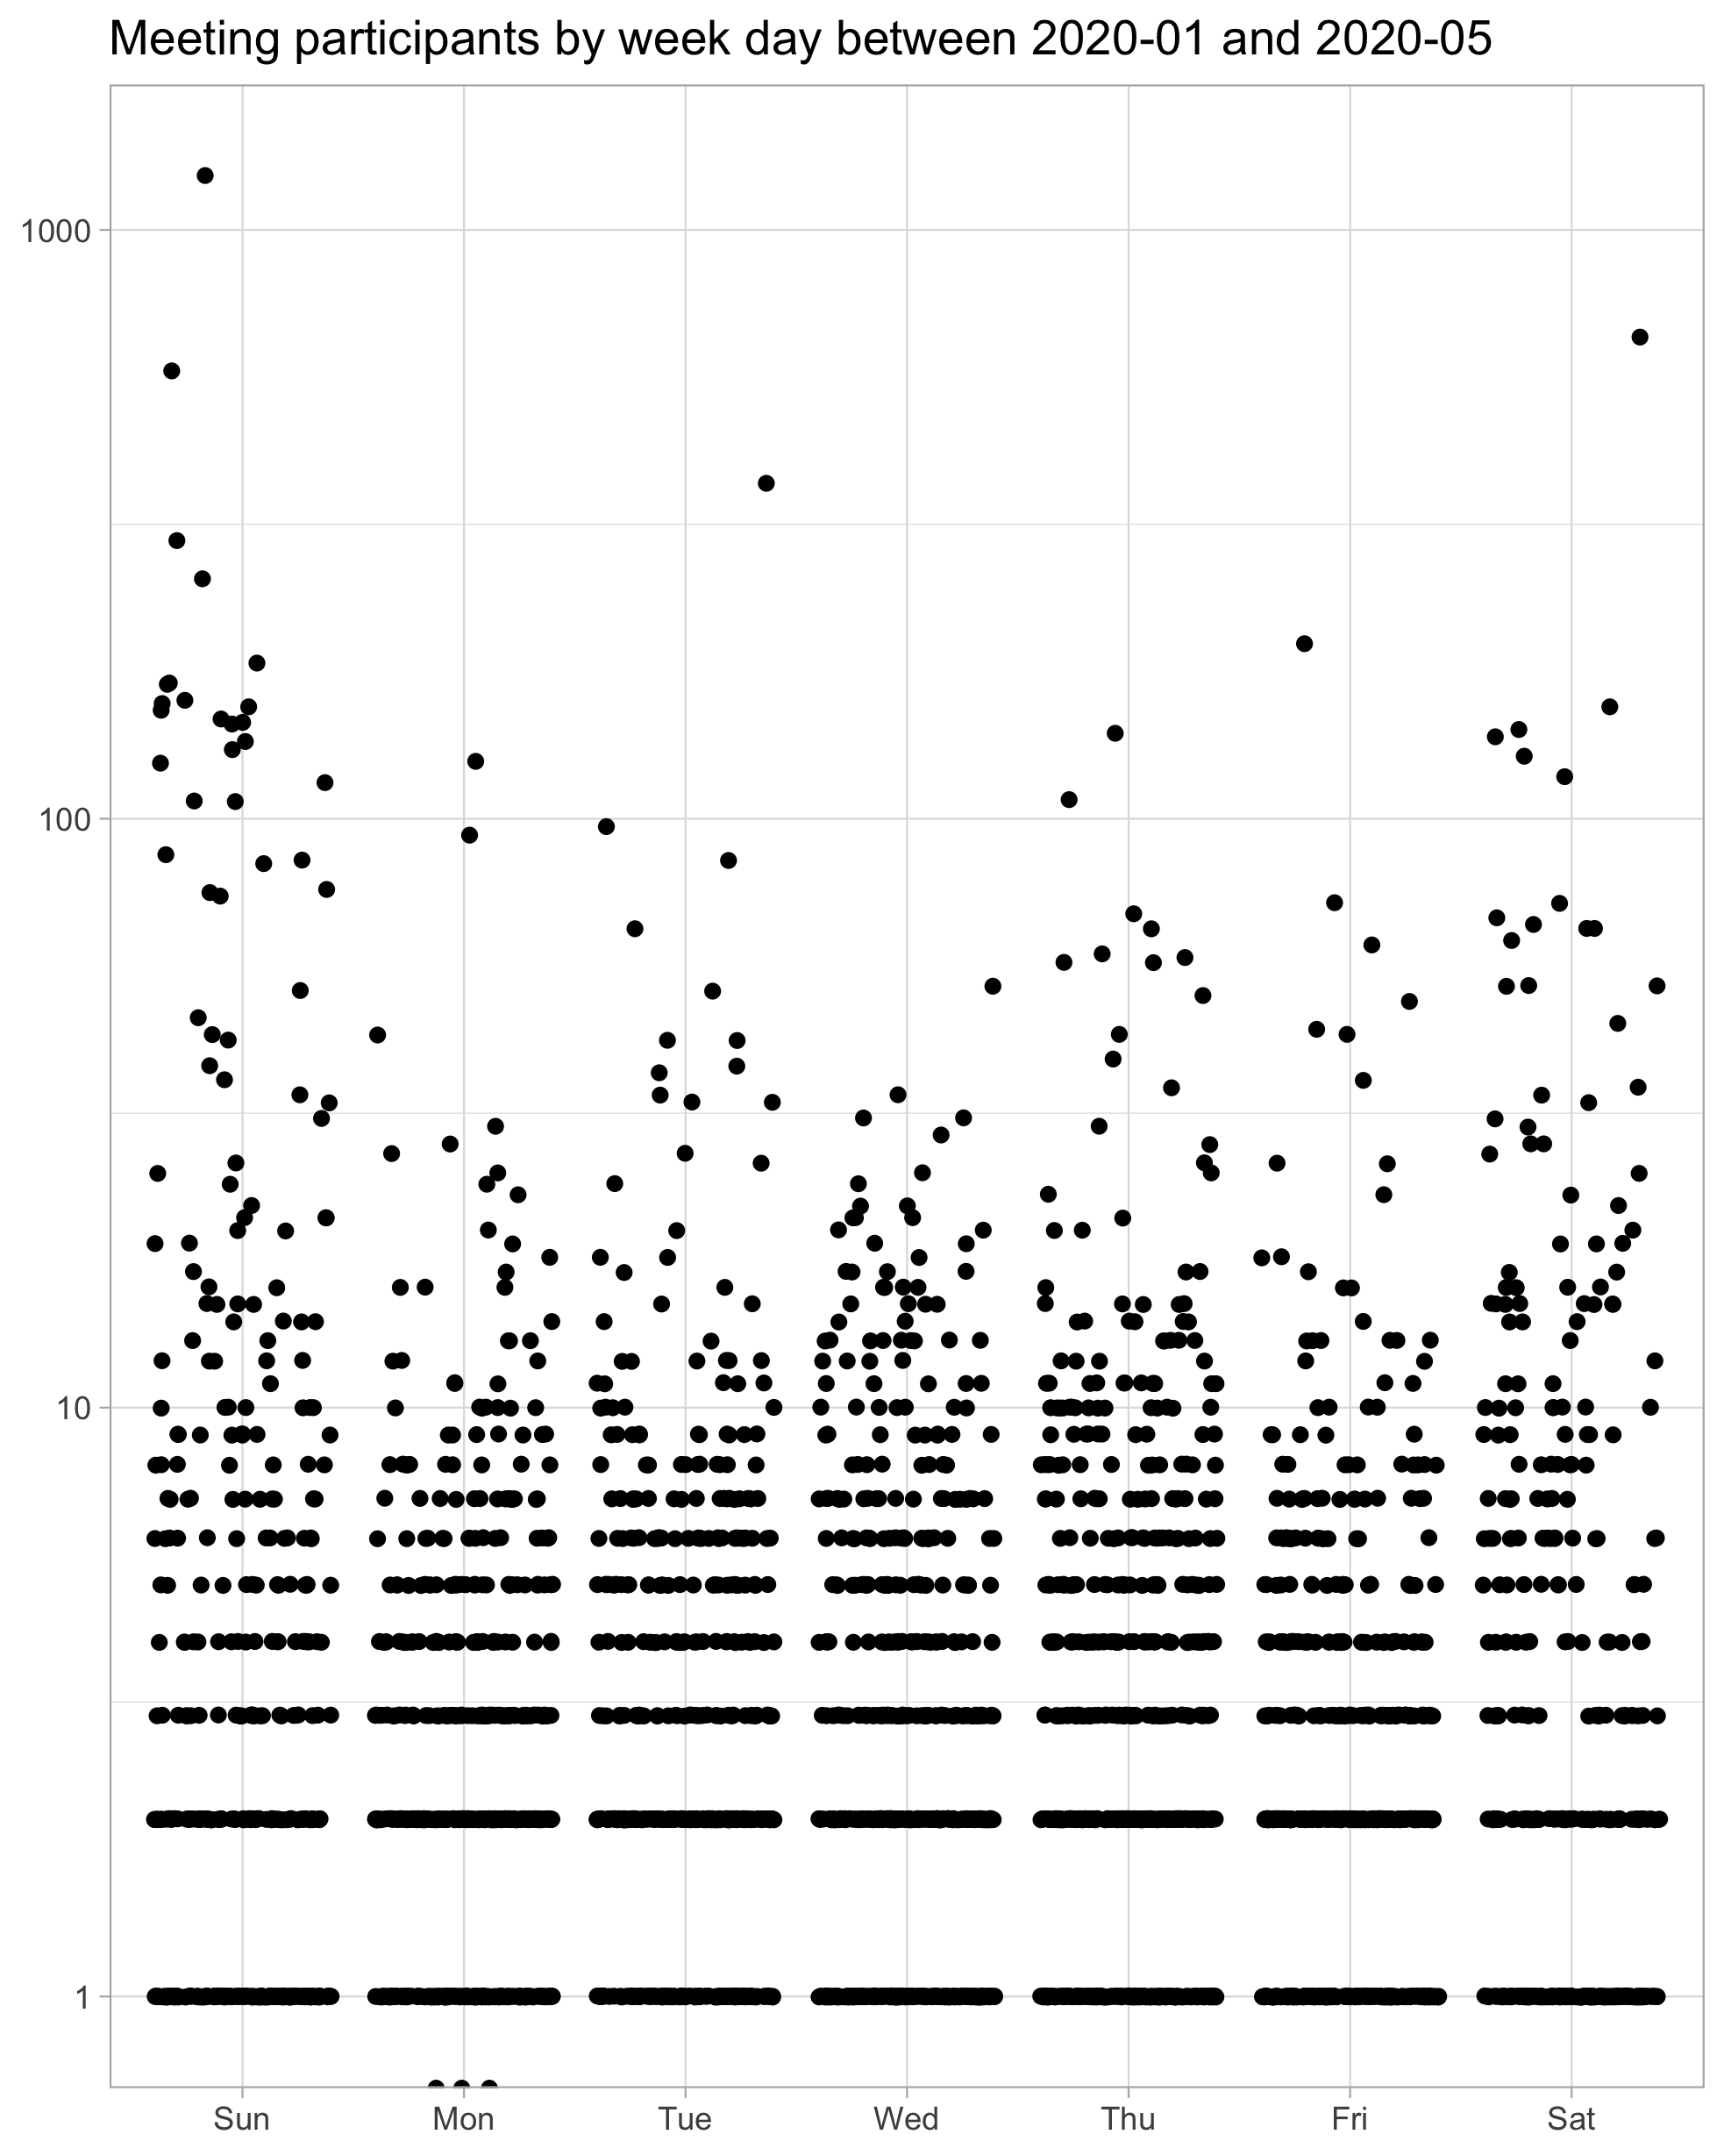 Meeting participants by week day between 2020-01 and 2020-05
1000
100
10
1
Sun Mon Tue Wed Thu Fri Sat